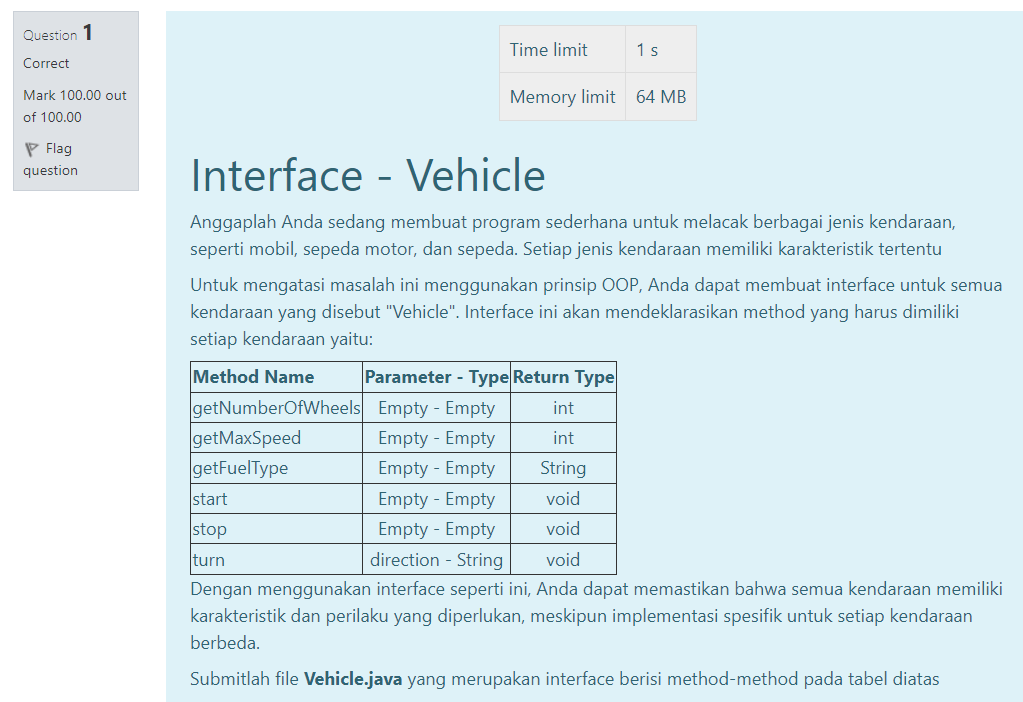 Question 1
Correct
Mark 100.00 out
of 100.00
Flag
question
Time limit 1 s
Memory limit 64 MB
Interface - Vehicle
Anggaplah Anda sedang membuat program sederhana untuk melacak berbagai jenis kendaraan,
seperti mobil, sepeda motor, dan sepeda. Setiap jenis kendaraan memiliki karakteristik tertentu
Untuk mengatasi masalah ini menggunakan prinsip OOP, Anda dapat membuat interface untuk semua
kendaraan yang disebut "Vehicle". Interface ini akan mendeklarasikan method yang harus dimiliki
setiap kendaraan yaitu:
Method Name Parameter - Type Return Type
getNumberOfWheels Empty - Empty int
getMaxSpeed Empty - Empty int
getFuelType Empty - Empty String
start Empty - Empty void
stop Empty - Empty void
turn direction - String void
Dengan menggunakan interface seperti ini, Anda dapat memastikan bahwa semua kendaraan memiliki
karakteristik dan perilaku yang diperlukan, meskipun implementasi spesifik untuk setiap kendaraan
berbeda.
Submitlah file Vehicle.java yang merupakan interface berisi method-method pada tabel diatas